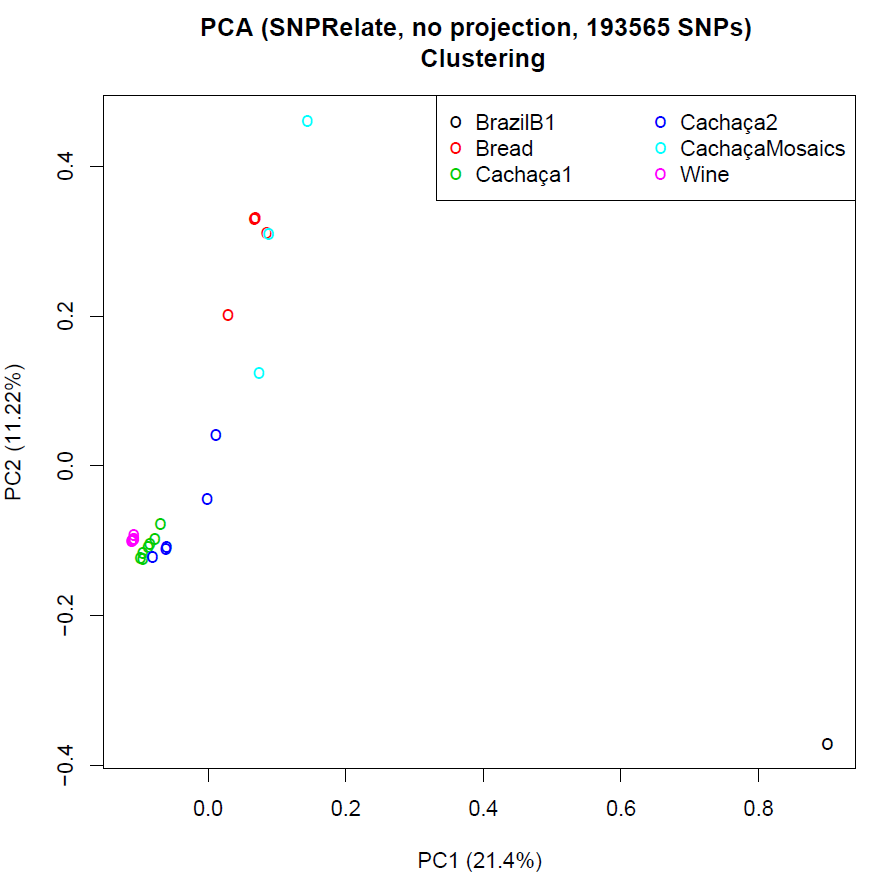 PCA (SNPRelate, no projection, 193565 SNPs)
Clustering
BrazilB1
Bread
Cachaça1
Cachaça2
CachaçaMosaics
Wine
PC2 (11.22%)
0.4
0.2
0.0
−0.2
−0.4
0.0 0.2 0.4 0.6 0.8
PC1 (21.4%)